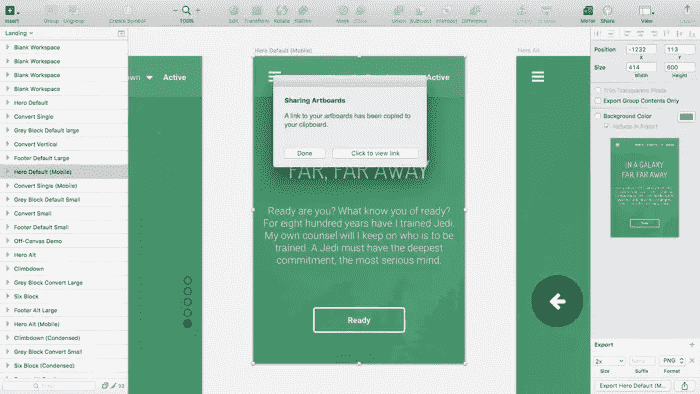 Insert
Group
Ungroup
Create Symbol
100%
Edit
Transform
Rotate
Flatten
Mask
Union
Subtract
Intersect
Difference
Mirror
Share
View
Landing
Blank Workspace
Blank Workspace
Blank Workspace
Blank Workspace
Hero Default
Convert Single
Grey Block Default large
Convert Vertical
Footer Default Large
Hero Default (Mobile)
Convert Single (Mobile)
Grey Block Default Small
Convert Small
Footer Default Small
Off-Canvas Demo
Hero Alt
Climbdown
Grey Block Convert Large
Six Block
Footer Alt Large
Hero Alt (Mobile)
Climbdown (Condensed)
Grey Block Convert Small
Six Block (Condensed)
Active
Hero Default (Mobile)
Active
Sharing Artboards
A link to your artboards has been copied to
your clipboard.
Done
Click to view link
FAR, FAR AWAY
Ready are you? What know you of ready?
For eight hundred years have I trained Jedi.
My own counsel will I keep on who is to be
trained. A Jedi must have the deepest
commitment, the most serious mind.
Ready
Hero Alt
Position
-1232
113
X
Y
Size
414
600
Width
Height
Trim Transparent Pixels
Export Group Contents Only
Background Color
Include in Export
IN A GALAXY
FAR, FAR AWAY
Ready
Export
2x
None
PNG
Size
Suffix
Format
Export Hero Default (M...